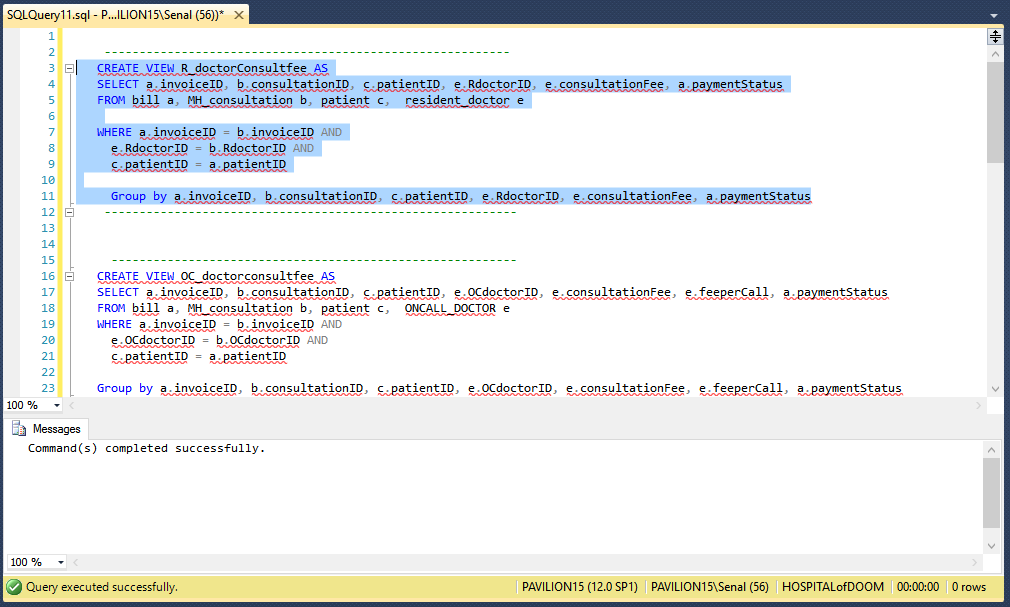 SQLQuery11.sql - P...ILION15\Senal (56))*
1
2 ----------------------------------------------------------
3 CREATE VIEW R_doctorConsultfee AS
4 SELECT a.invoiceID, b.consultationID, c.patientID, e.RdoctorID, e.consultationFee, a.paymentStatus
5 FROM bill a, MH_consultation b, patient c,  resident_doctor e
6
7 WHERE a.invoiceID = b.invoiceID AND
8 e.RdoctorID = b.RdoctorID AND
9 c.patientID = a.patientID
10
11 Group by a.invoiceID, b.consultationID, c.patientID, e.RdoctorID, e.consultationFee, a.paymentStatus
12 -----------------------------------------------------------
13
14
15 ----------------------------------------------------------
16 CREATE VIEW OC_doctorconsultfee AS
17 SELECT a.invoiceID, b.consultationID, c.patientID, e.OCdoctorID, e.consultationFee, e.feeperCall, a.paymentStatus
18 FROM bill a, MH_consultation b, patient c,  ONCALL_DOCTOR e
19 WHERE a.invoiceID = b.invoiceID AND
20 e.OCdoctorID = b.OCdoctorID AND
21 c.patientID = a.patientID
22
23 Group by a.invoiceID, b.consultationID, c.patientID, e.OCdoctorID, e.consultationFee, e.feeperCall, a.paymentStatus
100 %
Messages
Command(s) completed successfully.
100 %
Query executed successfully. PAVILION15 (12.0 SP1) PAVILION15\Senal (56) HOSPITALofDOOM 00:00:00 0 rows